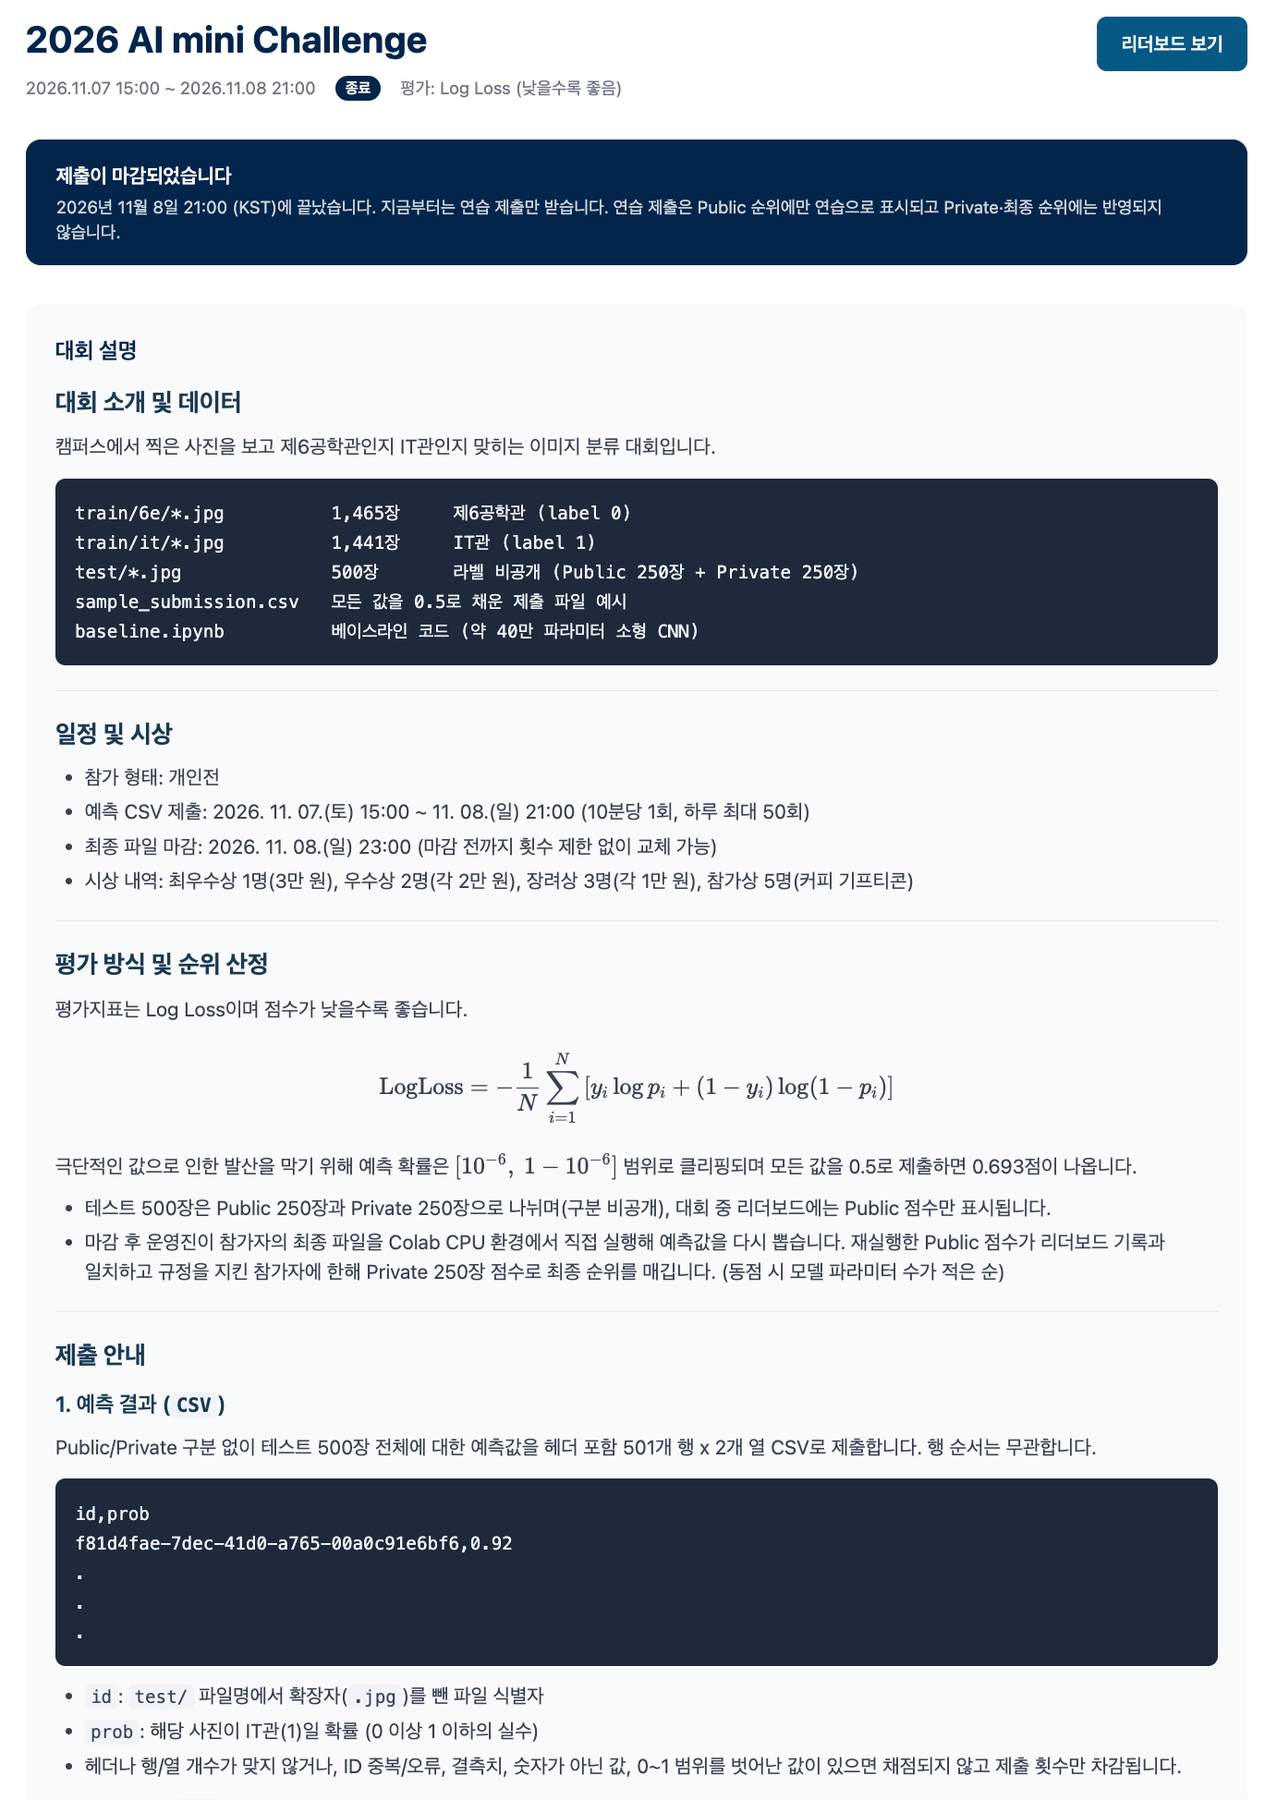 2026 AI mini Challenge
리더보드 보기
2026.11.07 15:00 ~ 2026.11.08 21:00 종료 평가: Log Loss (낮을수록 좋음)
제출이 마감되었습니다
2026년 11월 8일 21:00 (KST)에 끝났습니다. 지금부터는 연습 제출만 받습니다. 연습 제출은 Public 순위에만 연습으로 표시되고 Private·최종 순위에는 반영되지
않습니다.
대회 설명
대회 소개 및 데이터
캠퍼스에서 찍은 사진을 보고 제6공학관인지 IT관인지 맞히는 이미지 분류 대회입니다.
train/6e/*.jpg 1,465장 제6공학관 (label 0)
train/it/*.jpg 1,441장 IT관 (label 1)
test/*.jpg 500장 라벨 비공개 (Public 250장 + Private 250장)
sample_submission.csv 모든 값을 0.5로 채운 제출 파일 예시
baseline.ipynb 베이스라인 코드 (약 40만 파라미터 소형 CNN)
일정 및 시상
• 참가 형태: 개인전
• 예측 CSV 제출: 2026. 11. 07.(토) 15:00 ~ 11. 08.(일) 21:00 (10분당 1회, 하루 최대 50회)
• 최종 파일 마감: 2026. 11. 08.(일) 23:00 (마감 전까지 횟수 제한 없이 교체 가능)
• 시상 내역: 최우수상 1명(3만 원), 우수상 2명(각 2만 원), 장려상 3명(각 1만 원), 참가상 5명(커피 기프티콘)
평가 방식 및 순위 산정
평가지표는 Log Loss이며 점수가 낮을수록 좋습니다.
LogLoss = −\frac{1}{N} \sum_{i=1}^{N} [y_i log p_i + (1 − y_i) log(1 − p_i)]
극단적인 값으로 인한 발산을 막기 위해 예측 확률은 [10^{−6}, 1 − 10^{−6}] 범위로 클리핑되며 모든 값을 0.5로 제출하면 0.693점이 나옵니다.
• 테스트 500장은 Public 250장과 Private 250장으로 나뉘며(구분 비공개), 대회 중 리더보드에는 Public 점수만 표시됩니다.
• 마감 후 운영진이 참가자의 최종 파일을 Colab CPU 환경에서 직접 실행해 예측값을 다시 뽑습니다. 재실행한 Public 점수가 리더보드 기록과
일치하고 규정을 지킨 참가자에 한해 Private 250장 점수로 최종 순위를 매깁니다. (동점 시 모델 파라미터 수가 적은 순)
제출 안내
1. 예측 결과 ( CSV )
Public/Private 구분 없이 테스트 500장 전체에 대한 예측값을 헤더 포함 501개 행 x 2개 열 CSV로 제출합니다. 행 순서는 무관합니다.
id,prob
f81d4fae-7dec-41d0-a765-00a0c91e6bf6,0.92
.
.
.
• id : test/ 파일명에서 확장자( .jpg )를 뺀 파일 식별자
• prob : 해당 사진이 IT관(1)일 확률 (0 이상 1 이하의 실수)
• 헤더나 행/열 개수가 맞지 않거나, ID 중복/오류, 결측치, 숫자가 아닌 값, 0~1 범위를 벗어난 값이 있으면 채점되지 않고 제출 횟수만 차감됩니다.